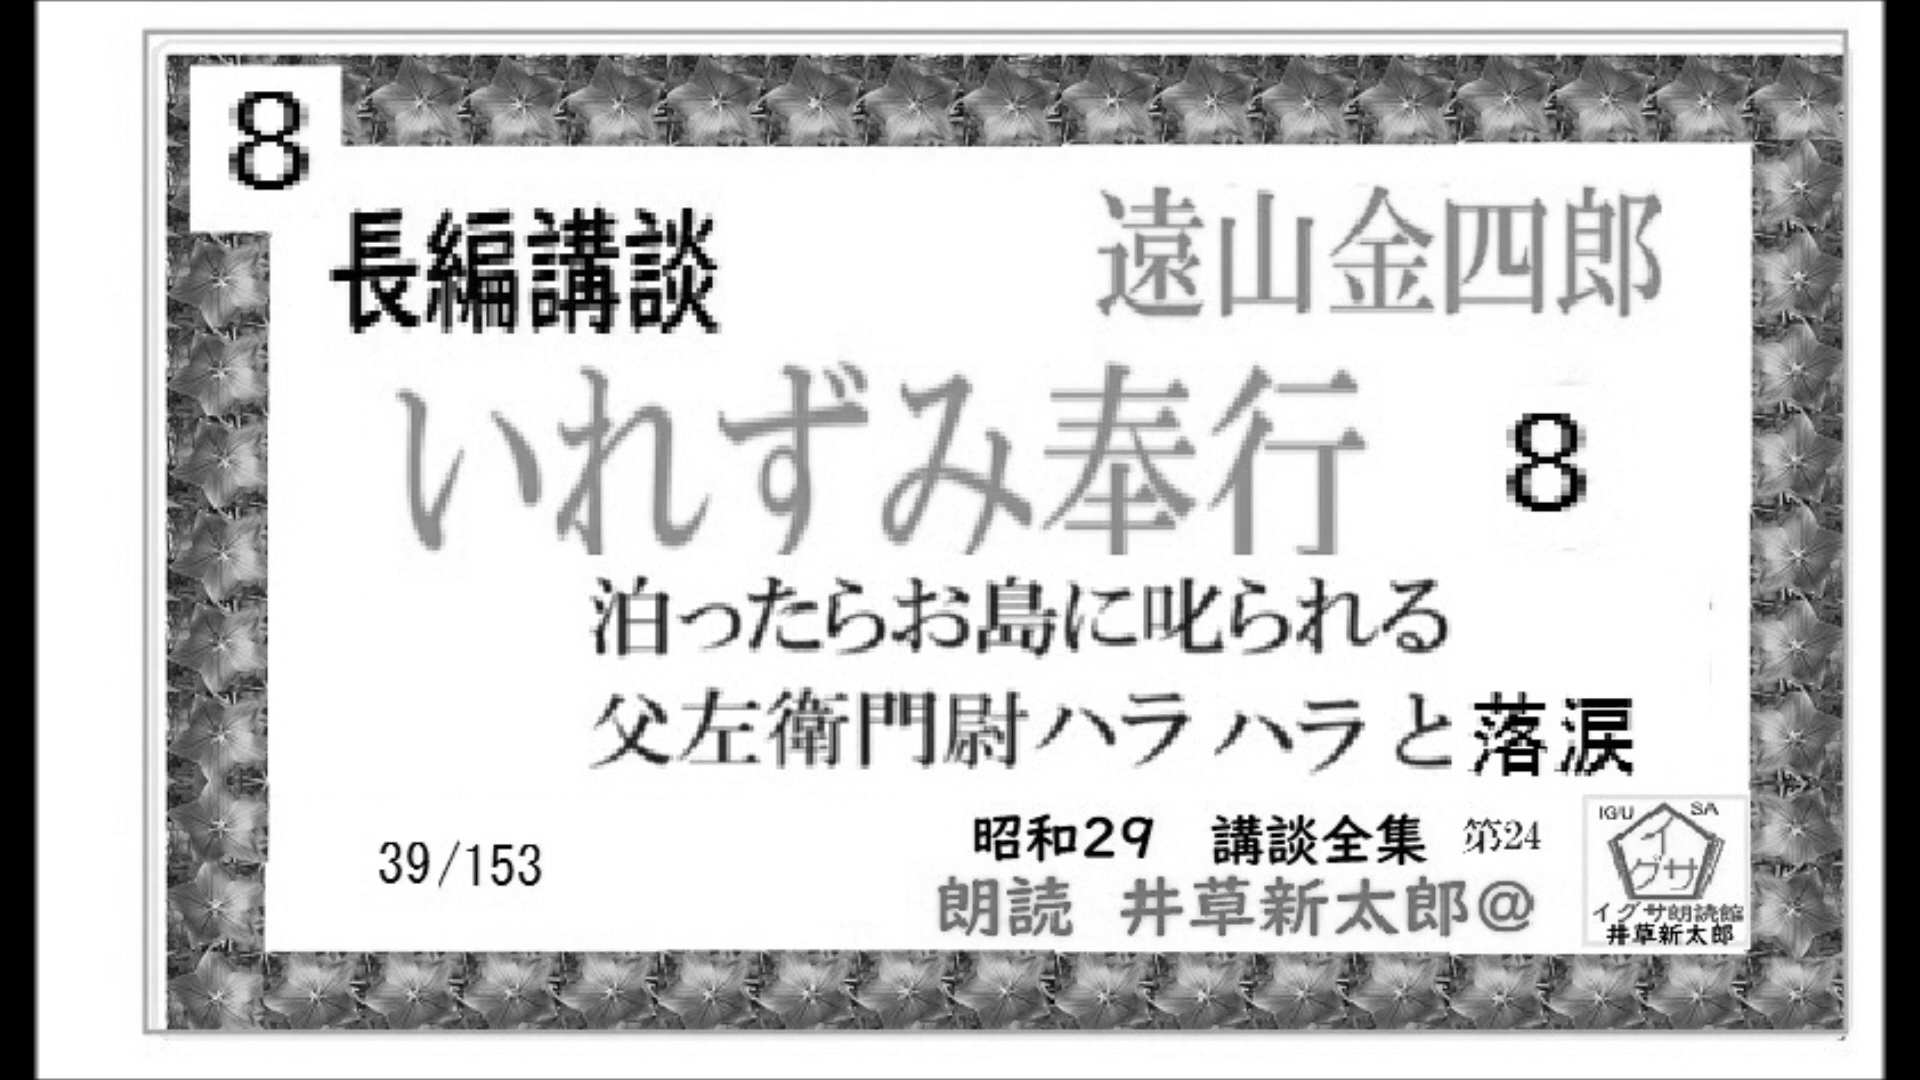 8
長編講談 遠山金四郎
いれずみ奉行 8
泊ったらお島に叱られる
父左衛門尉ハラハラと落涙
39/153
昭和29 講談全集 第24
朗読 井草新太郎@
IG/U SA
イグサ
イグサ朗読館
井草新太郎